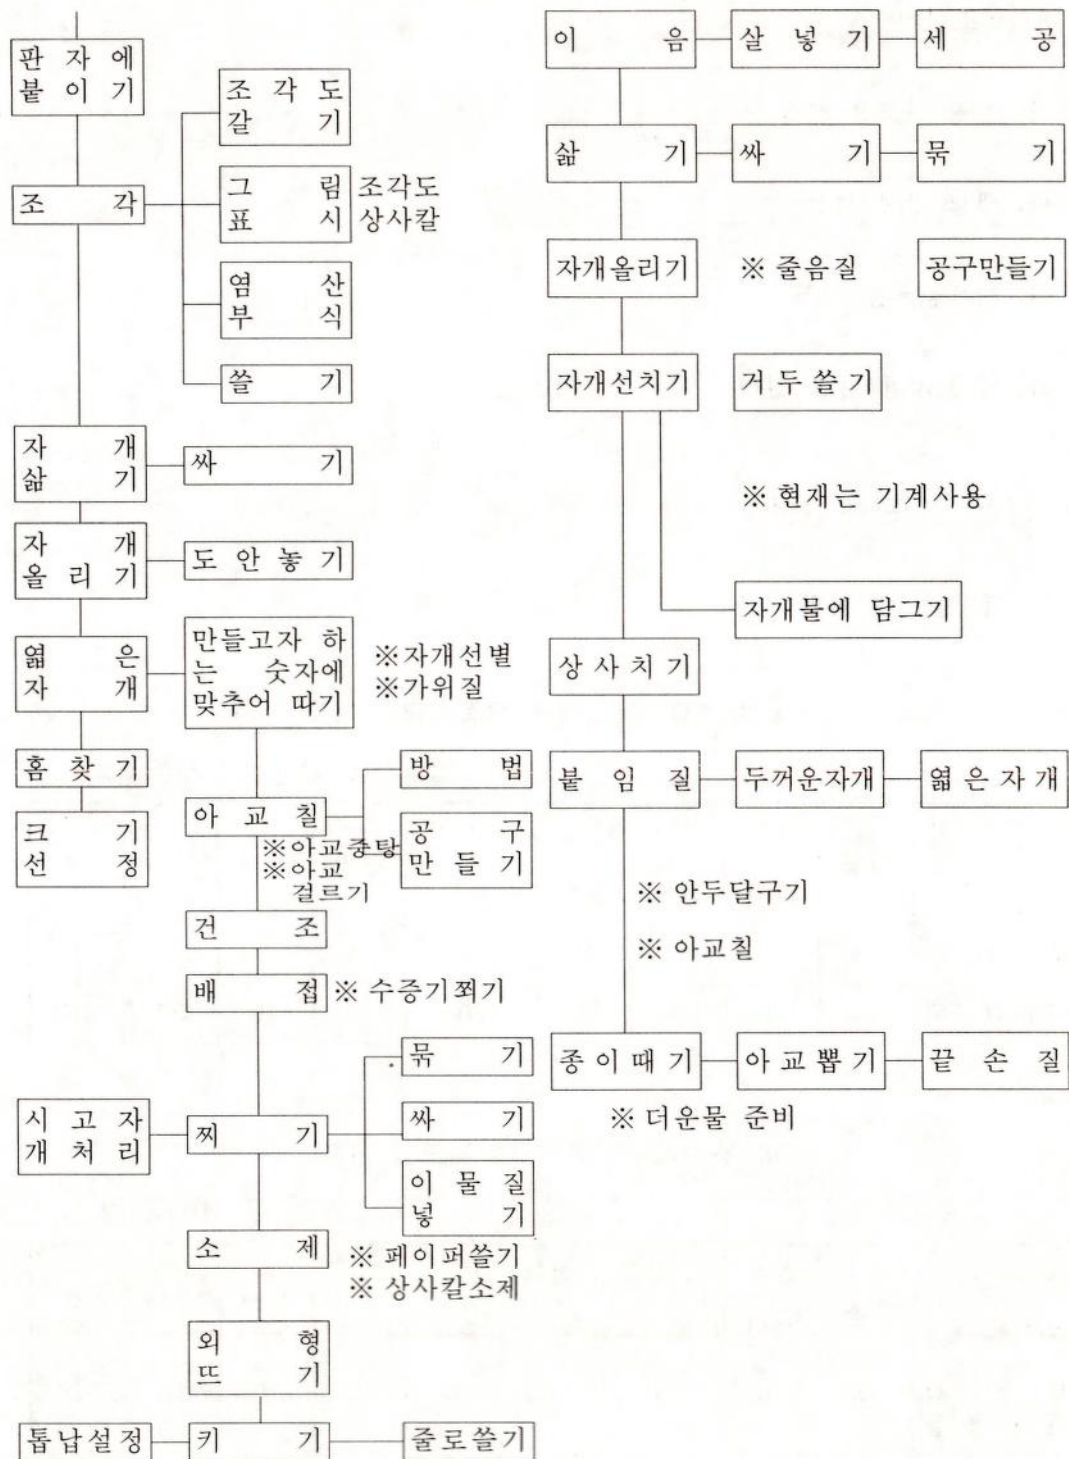 판자에
붙이기
조각도
갈기
조각
그림 조각도
표시 상사칼
염산
부식
쓸기
자개
삶기
싸기
자개
올리기
도안놓기
엷은
자개
만들고자 하
는 숫자에
맞추어 따기
※자개선별
※가위질
홈찾기
크기
선정
방법
아교칠
공구
만들기
※아교중탕
※아교
걸르기
건조
배접 ※ 수증기쬐기
묶기
시고자
개처리
찌기
싸기
이물질
넣기
소제
※ 페이퍼쓸기
※ 상사칼소제
외형
뜨기
톱납설정
키기
줄로쓸기
이음
살넣기
세공
삶기
싸기
묶기
자개올리기
※ 줄음질
공구만들기
자개선치기
거두쓸기
※ 현재는 기계사용
자개물에 담그기
상사치기
붙임질
두꺼운자개
엷은자개
※ 안두달구기
※ 아교칠
종이때기
아교뽑기
끝손질
※ 더운물 준비